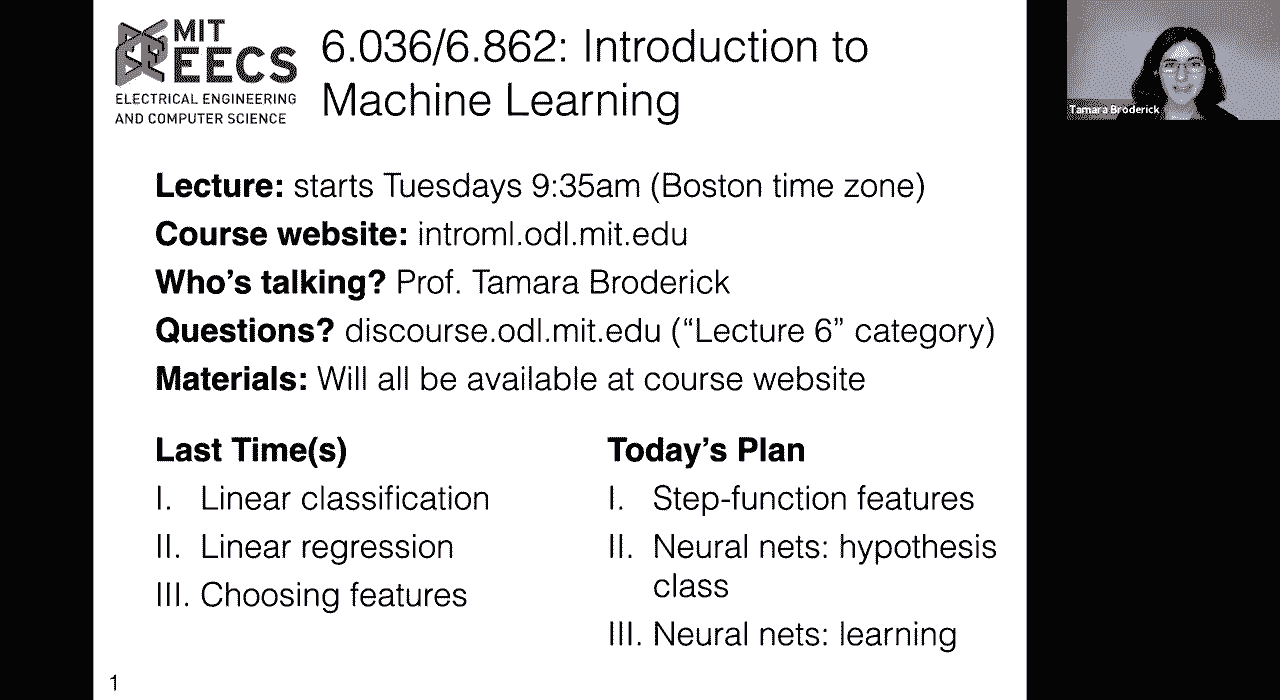 MIT
EECS
ELECTRICAL ENGINEERING
AND COMPUTER SCIENCE
6.036/6.862: Introduction to
Machine Learning
Tamara Broderick
Lecture: starts Tuesdays 9:35am (Boston time zone)
Course website: introml.odl.mit.edu
Who's talking? Prof. Tamara Broderick
Questions? discourse.odl.mit.edu (“Lecture 6” category)
Materials: Will all be available at course website
Last Time(s)
I. Linear classification
II. Linear regression
III. Choosing features
Today's Plan
I. Step-function features
II. Neural nets: hypothesis
class
III. Neural nets: learning
1